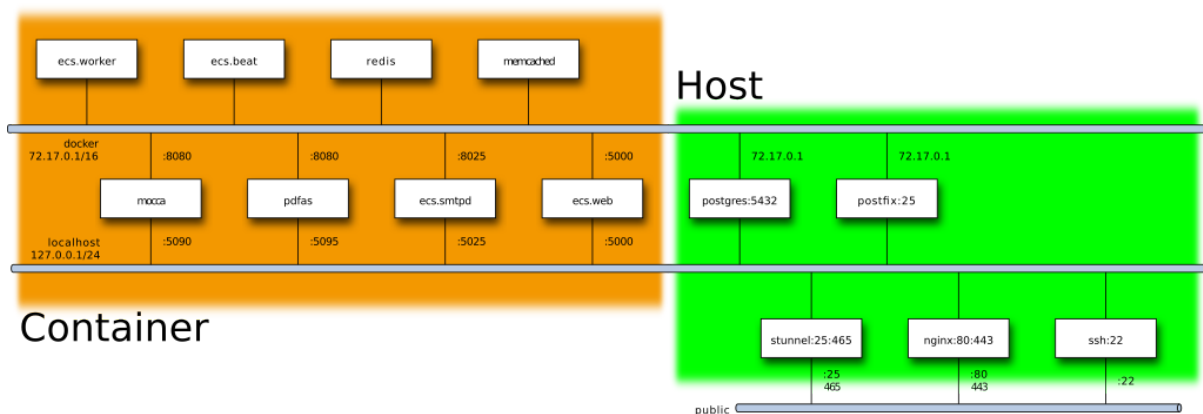 ecs.worker
ecs.beat
redis
memcached
Host
docker
72.17.0.1/16
:8080
:8080
:8025
:5000
72.17.0.1
72.17.0.1
mocca
pdfas
ecs.smtpd
ecs.web
postgres:5432
postfix:25
localhost
127.0.0.1/24
:5090
:5095
:5025
:5000
Container
stunnel:25:465
nginx:80:443
ssh:22
:25
465
:80
443
:22
public